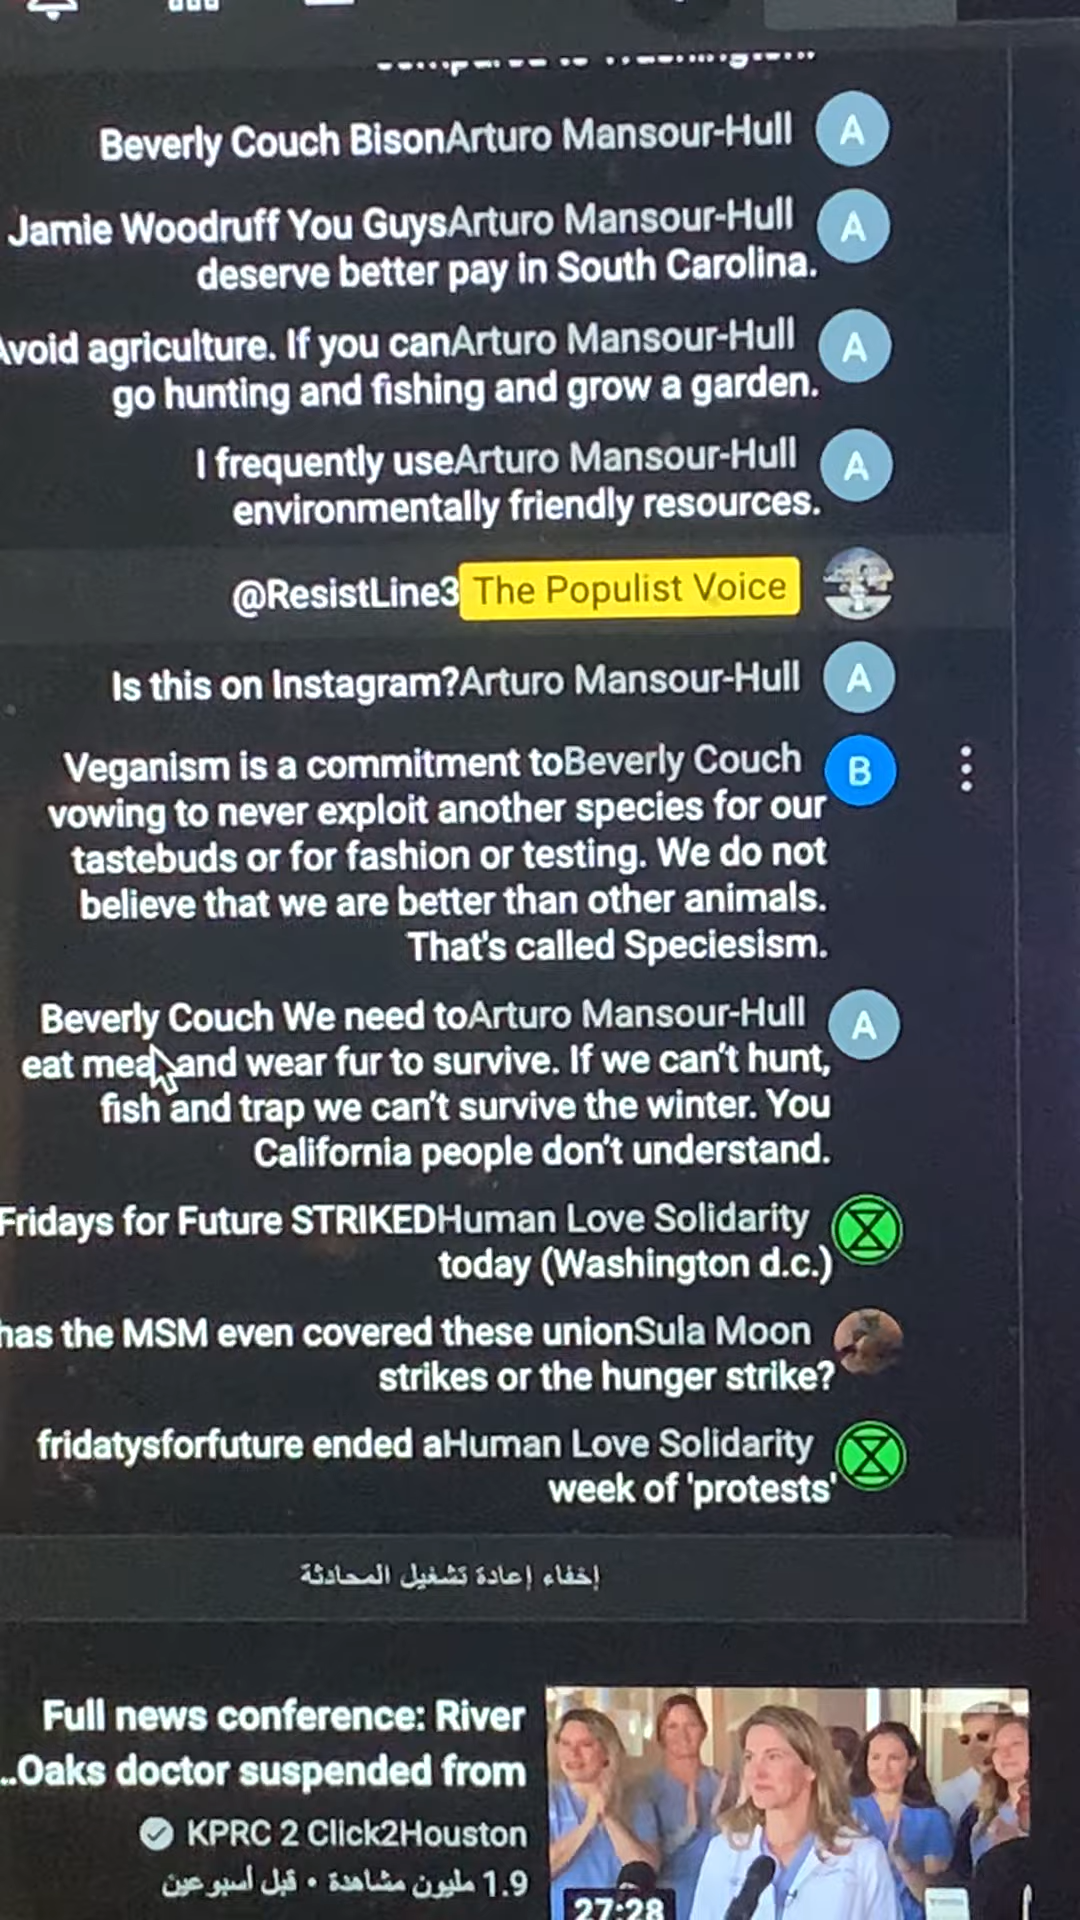 Beverly Couch BisonArturo Mansour-Hull A
Jamie Woodruff You GuysArturo Mansour-Hull A
deserve better pay in South Carolina.
Avoid agriculture. If you canArturo Mansour-Hull A
go hunting and fishing and grow a garden.
I frequently useArturo Mansour-Hull A
environmentally friendly resources.
@ResistLine3 The Populist Voice
Is this on Instagram?Arturo Mansour-Hull A
Veganism is a commitment toBeverly Couch B
vowing to never exploit another species for our
tastebuds or for fashion or testing. We do not
believe that we are better than other animals.
That's called Speciesism.
Beverly Couch We need toArturo Mansour-Hull A
eat meat and wear fur to survive. If we can't hunt,
fish and trap we can't survive the winter. You
California people don't understand.
Fridays for Future STRIKEDHuman Love Solidarity
today (Washington d.c.)
has the MSM even covered these unionSula Moon
strikes or the hunger strike?
fridatysforfuture ended aHuman Love Solidarity
week of 'protests'
إخفاء إعادة تشغيل المحادثة
Full news conference: River
...Oaks doctor suspended from
KPRC 2 Click2Houston
1.9 مليون مشاهدة • قبل أسبوعين
27:28